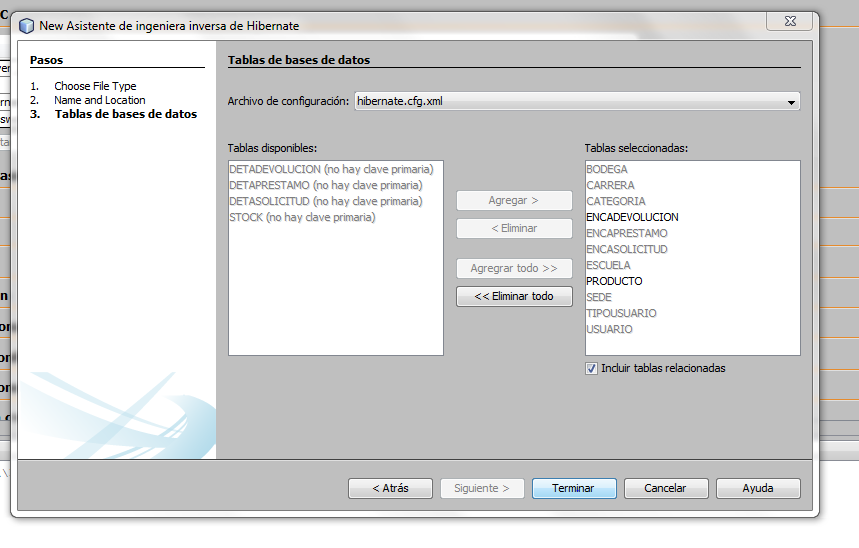 New Asistente de ingeniera inversa de Hibernate
Pasos
1. Choose File Type
2. Name and Location
3. Tablas de bases de datos
Tablas de bases de datos
Archivo de configuración: hibernate.cfg.xml
Tablas disponibles:
DETADEVOLUCION (no hay clave primaria)
DETAPRESTAMO (no hay clave primaria)
DETASOLICITUD (no hay clave primaria)
STOCK (no hay clave primaria)
Agregar >
< Eliminar
Agregrar todo >>
<< Eliminar todo
Tablas seleccionadas:
BODEGA
CARRERA
CATEGORIA
ENCADEVOLUCION
ENCAPRESTAMO
ENCASOLICITUD
ESCUELA
PRODUCTO
SEDE
TIPOUSUARIO
USUARIO
Incluir tablas relacionadas
< Atrás
Siguiente >
Terminar
Cancelar
Ayuda